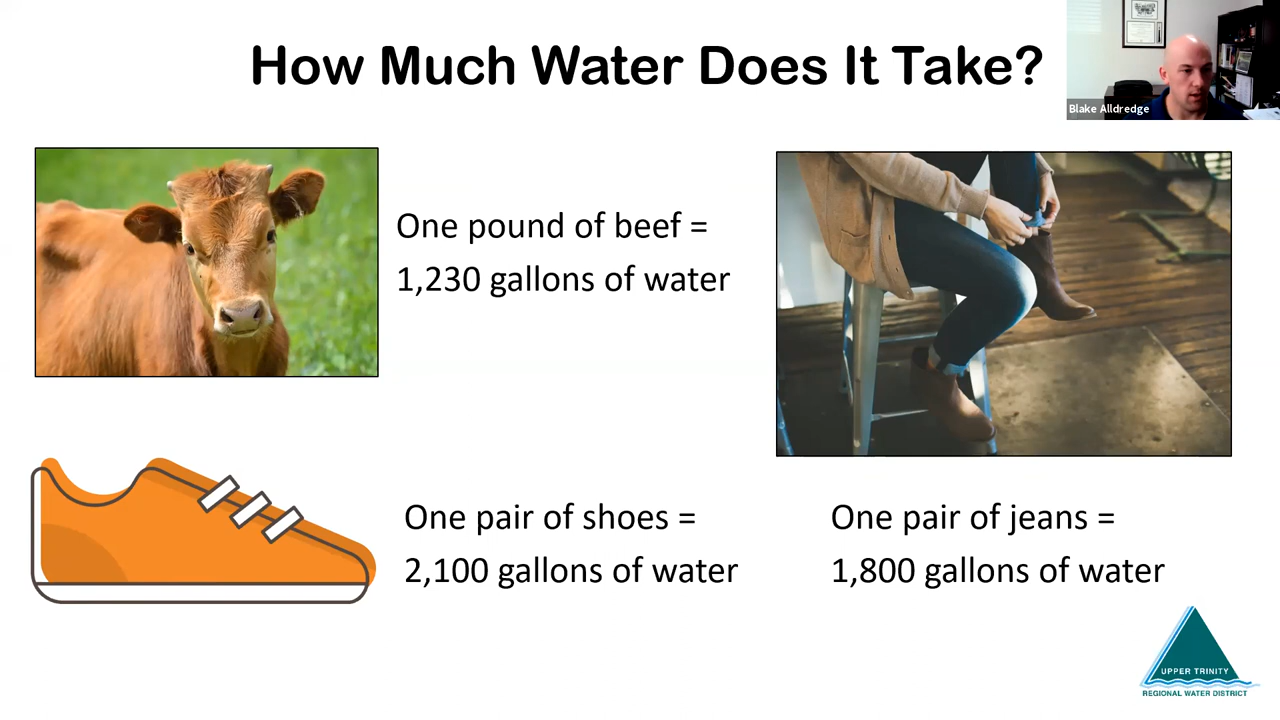 How Much Water Does It Take?
Blake Alldredge
One pound of beef =
1,230 gallons of water
One pair of shoes =
2,100 gallons of water
One pair of jeans =
1,800 gallons of water
UPPER TRINITY
REGIONAL WATER DISTRICT